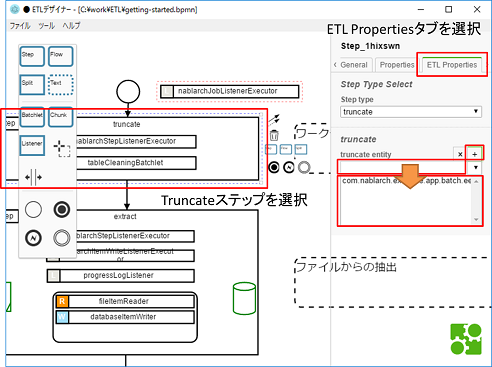 ETLデザイナー - [C:¥work¥ETL¥getting-started.bpmn]
ファイル ツール ヘルプ
ETL Propertiesタブを選択
Step_1hixswn
General
Properties
ETL Properties
Step Type Select
Step type
truncate
truncate
truncate entity
x
+
com.nablarch.ex
e.app.batch.ee
Step
Flow
Split
Text
Batchlet
Chunk
Listener
nablarchJobListenerExecutor
truncate
ablarchStepListenerExecutor
tableCleaningBatchlet
ワーク
Truncateステップを選択
extract
ablarchStepListenerExecutor
ablarchItemWriteListenerExecut
or
progressLogListener
R
fileItemReader
W
databaseItemWriter
ファイルからの抽出